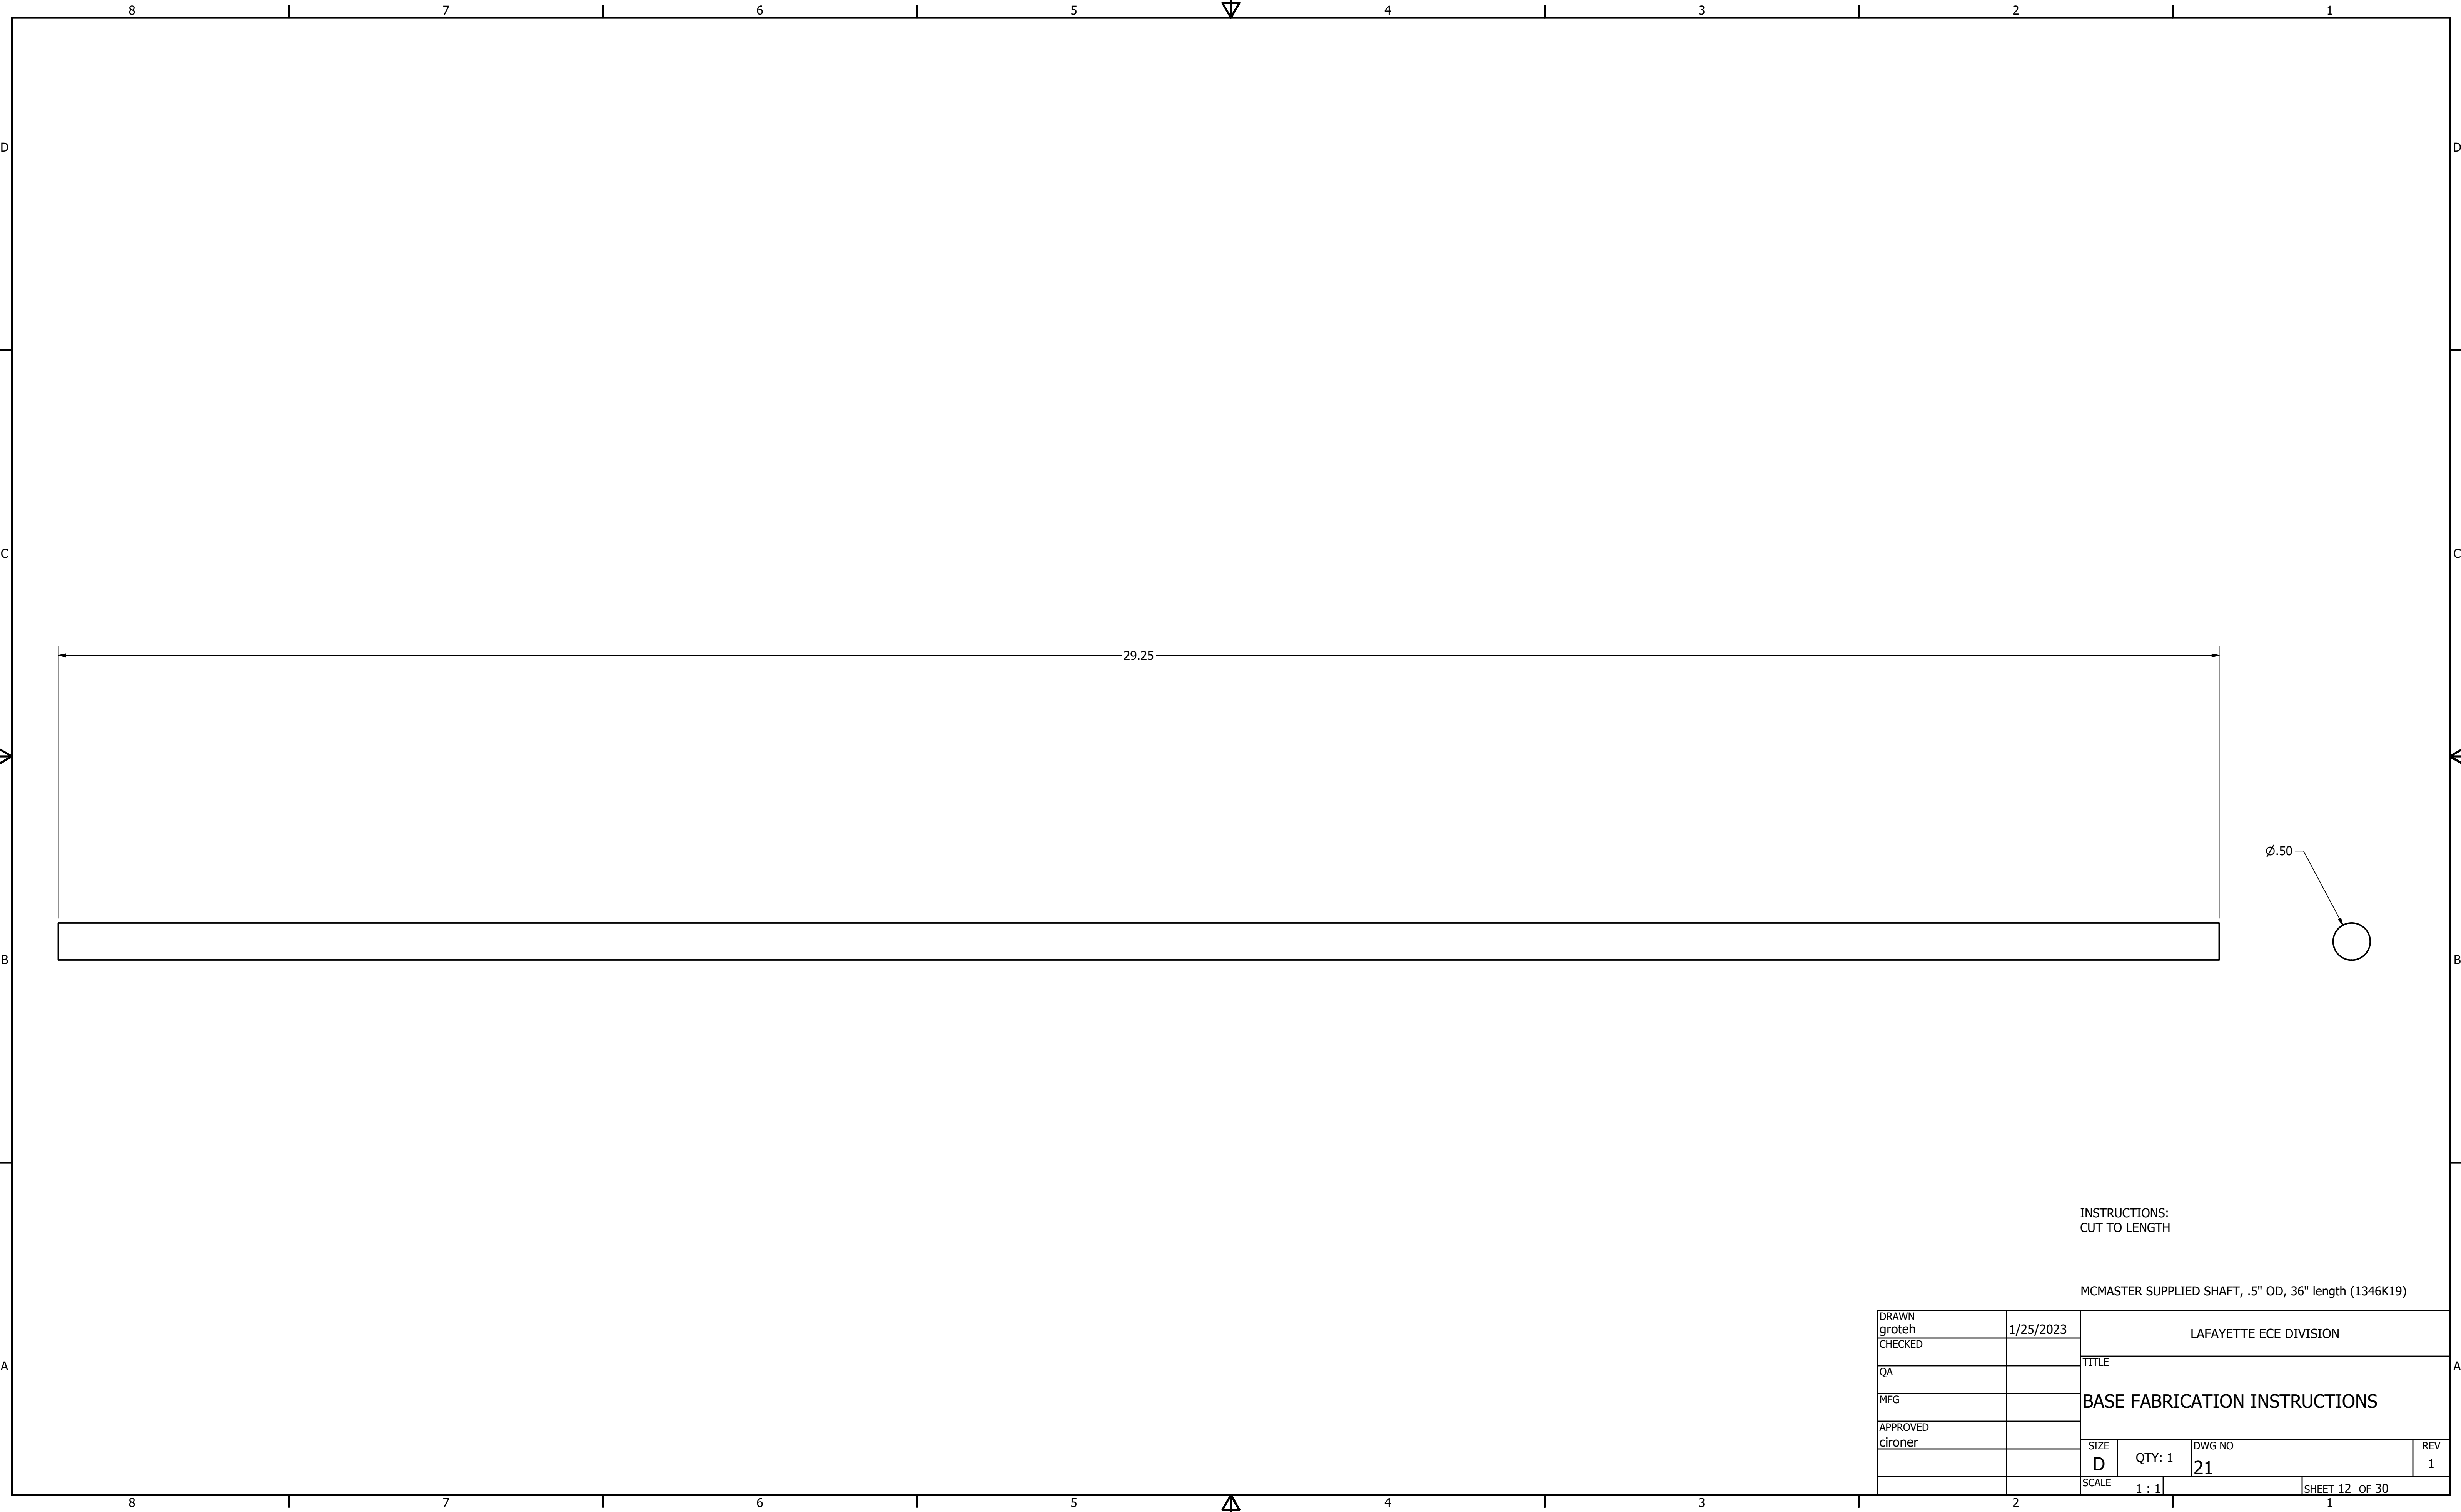 8 7 6 5 4 3 2 1
D D
C C
29.25
Ø.50
B B
INSTRUCTIONS:
CUT TO LENGTH
MCMASTER SUPPLIED SHAFT, .5" OD, 36" length (1346K19)
DRAWN
groteh 1/25/2023
LAFAYETTE ECE DIVISION
CHECKED
TITLE
A A
QA
MFG
BASE FABRICATION INSTRUCTIONS
APPROVED
cironer
SIZE
D
QTY: 1
DWG NO
21
REV
1
SCALE 1 : 1
SHEET 12 OF 30
8 7 6 5 4 3 2 1